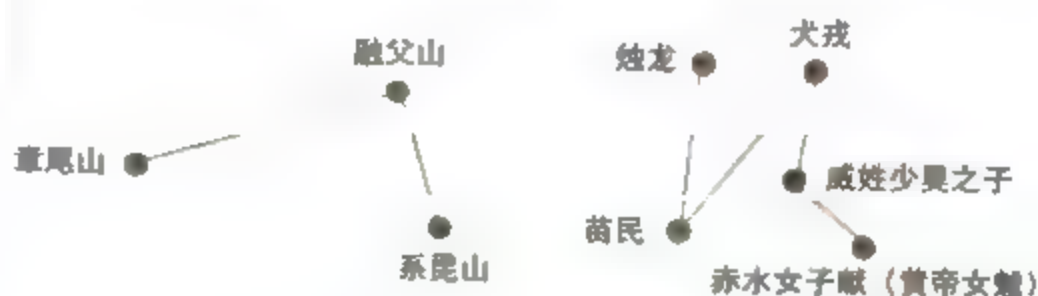 犬戎
融父山
烛龙
章尾山
威姓少昊之子
苗民
系昆山
赤水女子献（黄帝女魃）